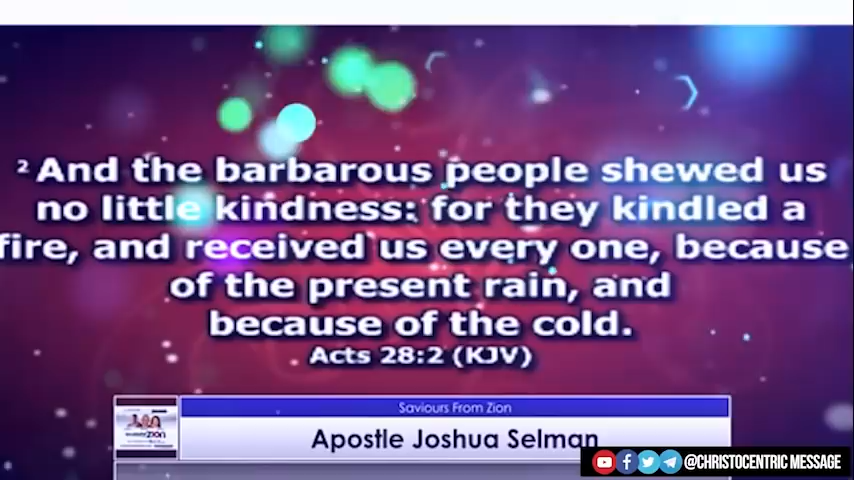 2 And the barbarous people shewed us
no little kindness: for they kindled a
fire, and received us every one, because
of the present rain, and
because of the cold.
Acts 28:2 (KJV)
Saviours From Zion
Apostle Joshua Selman
@CHRISTOCENTRIC MESSAGE